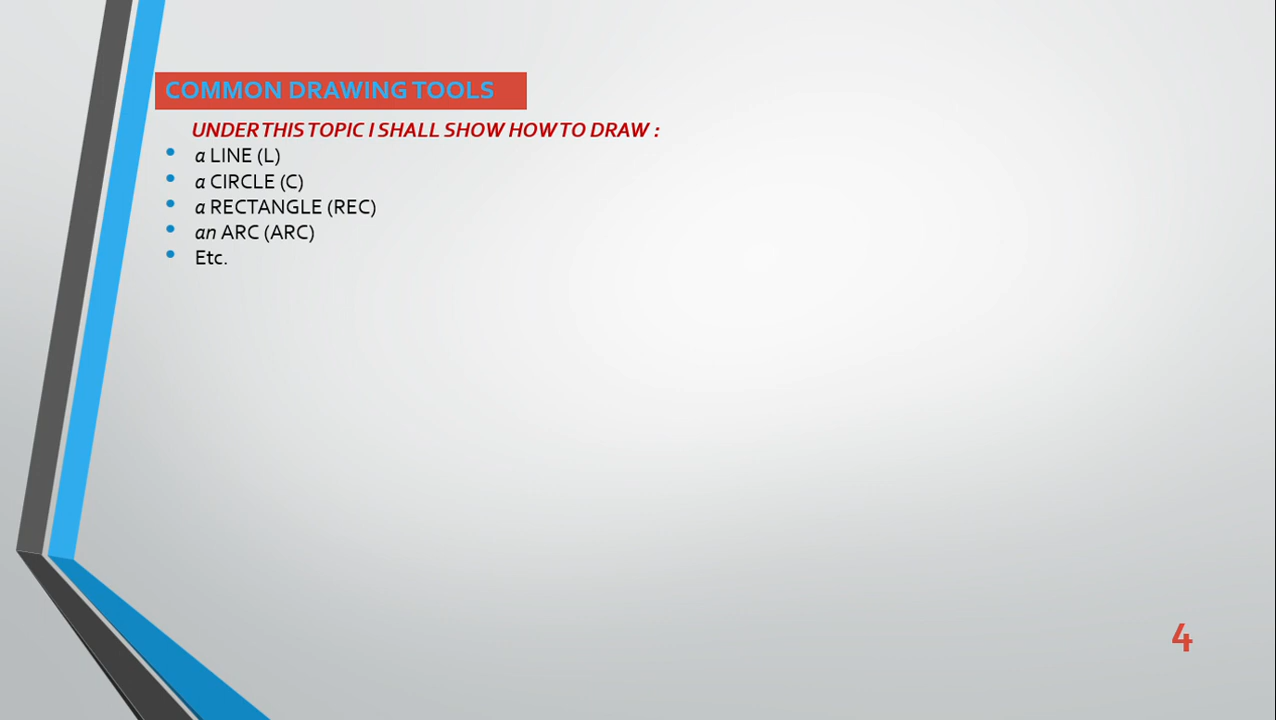 COMMON DRAWING TOOLS
UNDER THIS TOPIC I SHALL SHOW HOW TO DRAW :
• a LINE (L)
• a CIRCLE (C)
• a RECTANGLE (REC)
• an ARC (ARC)
• Etc.
4